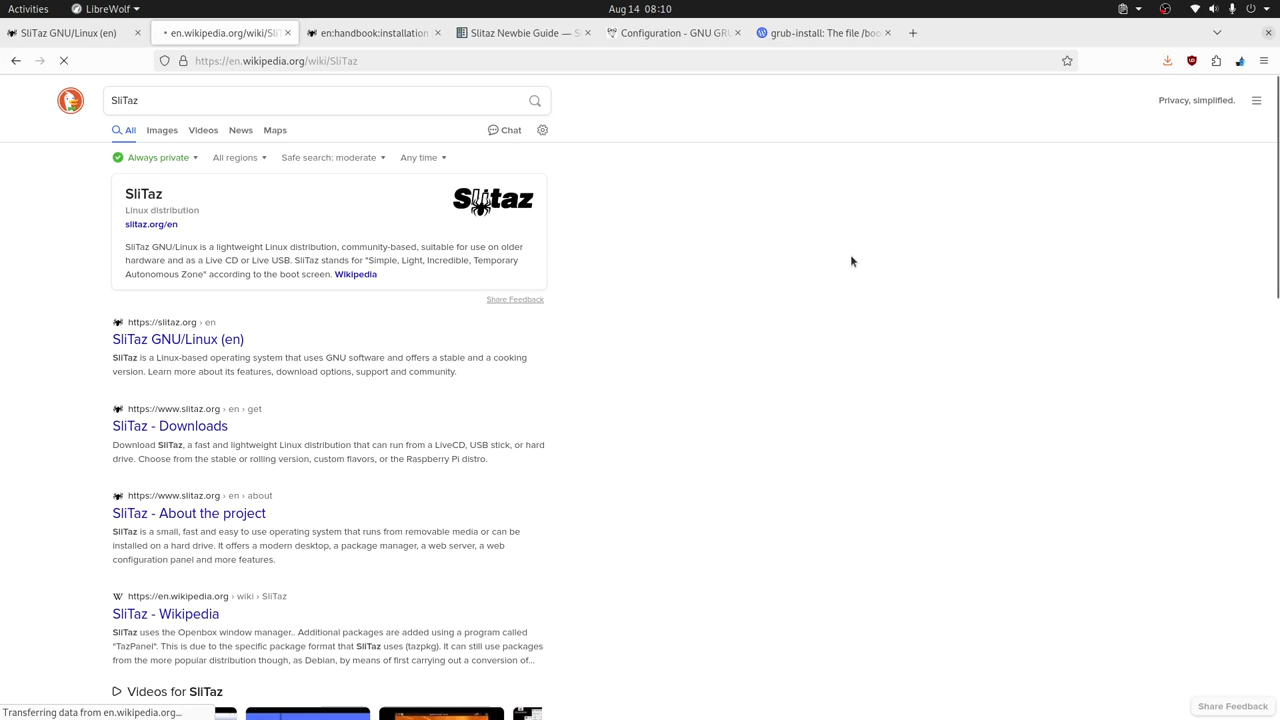 Activities
LibreWolf
Aug 14 08:10
SliTaz GNU/Linux (en)
en.wikipedia.org/wiki/SliT
en:handbook:installation
Slitaz Newbie Guide — S
Configuration - GNU GRU
grub-install: The file /boo
https://en.wikipedia.org/wiki/SliTaz
SliTaz
Privacy, simplified.
All
Images
Videos
News
Maps
Chat
Always private
All regions
Safe search: moderate
Any time
SliTaz
Linux distribution
slitaz.org/en
Slitaz
SliTaz GNU/Linux is a lightweight Linux distribution, community-based, suitable for use on older
hardware and as a Live CD or Live USB. SliTaz stands for "Simple, Light, Incredible, Temporary
Autonomous Zone" according to the boot screen. Wikipedia
Share Feedback
https://slitaz.org › en
SliTaz GNU/Linux (en)
SliTaz is a Linux-based operating system that uses GNU software and offers a stable and a cooking
version. Learn more about its features, download options, support and community.
https://www.slitaz.org › en › get
SliTaz - Downloads
Download SliTaz, a fast and lightweight Linux distribution that can run from a LiveCD, USB stick, or hard
drive. Choose from the stable or rolling version, custom flavors, or the Raspberry Pi distro.
https://www.slitaz.org › en › about
SliTaz - About the project
SliTaz is a small, fast and easy to use operating system that runs from removable media or can be
installed on a hard drive. It offers a modern desktop, a package manager, a web server, a web
configuration panel and more features.
W https://en.wikipedia.org › wiki › SliTaz
SliTaz - Wikipedia
SliTaz uses the Openbox window manager.. Additional packages are added using a program called
"TazPanel". This is due to the specific package format that SliTaz uses (tazpkg). It can still use packages
from the more popular distribution though, as Debian, by means of first carrying out a conversion of...
Videos for SliTaz
Transferring data from en.wikipedia.org...
Share Feedback